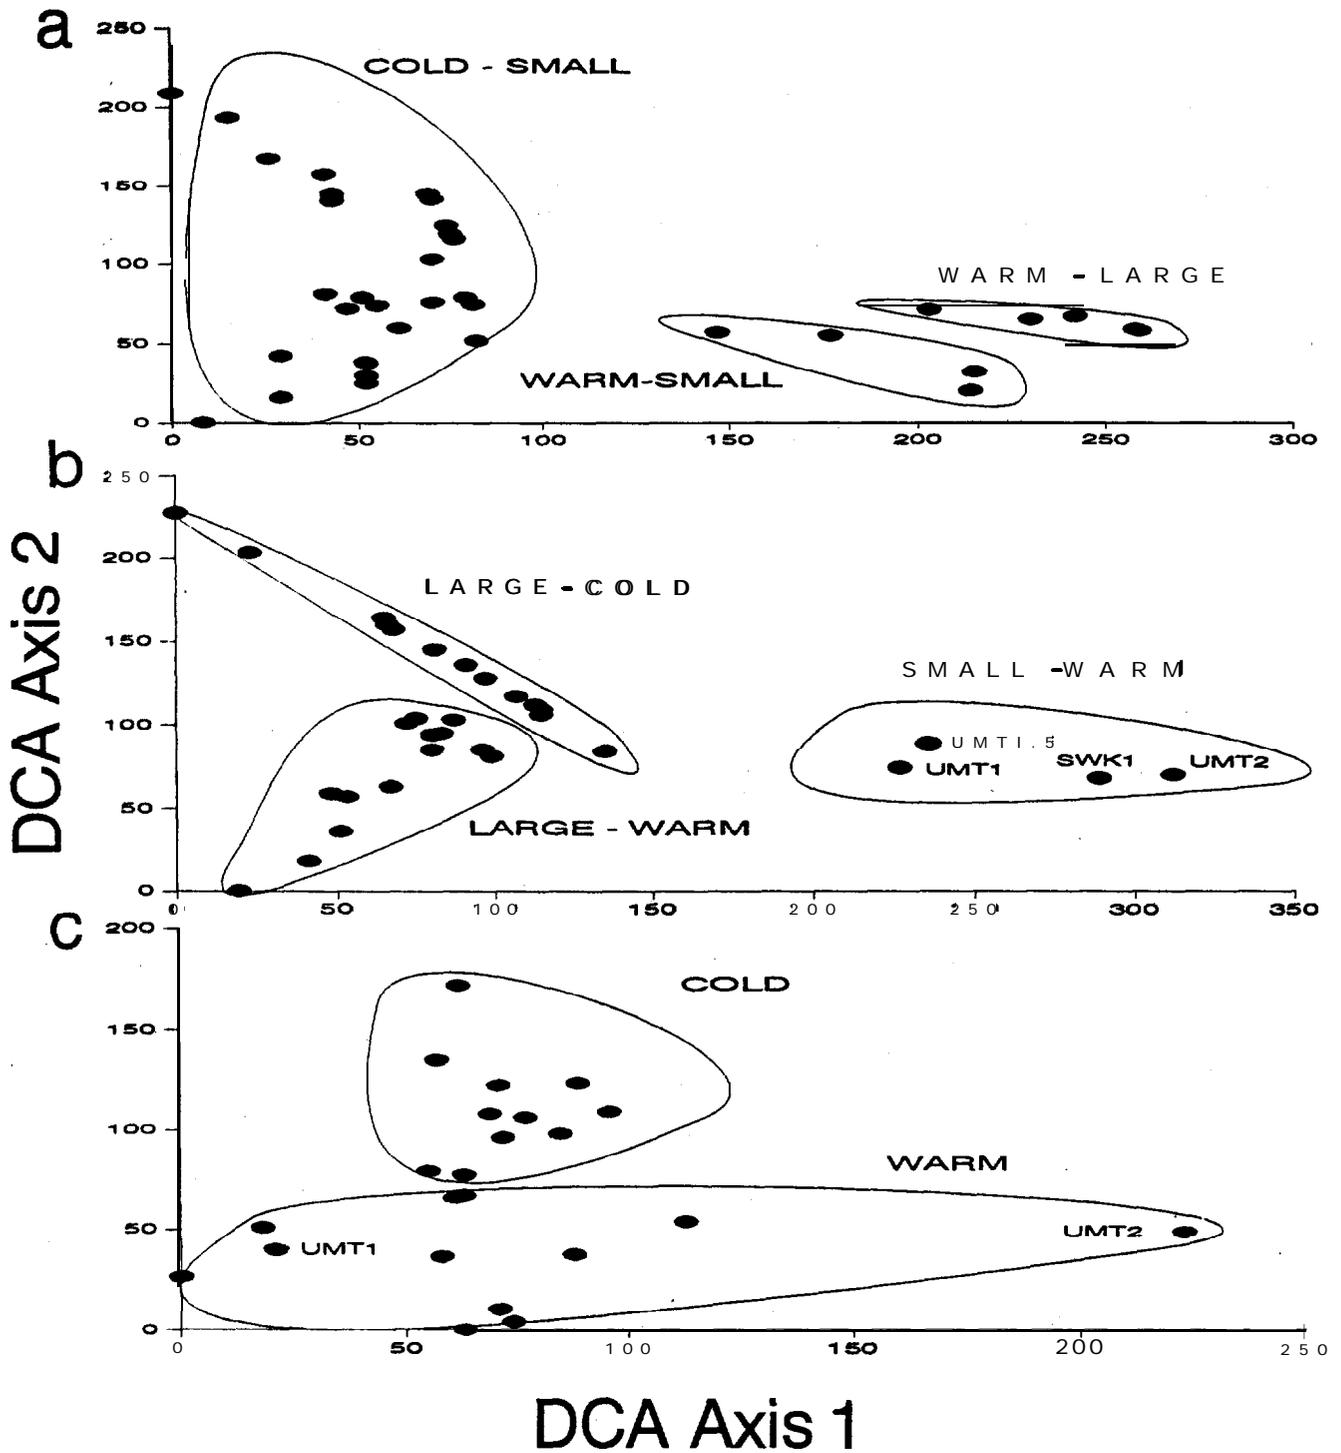 a
250
COLD - SMALL
200
150
100
WARM - LARGE
50
WARM-SMALL
0
0 50 100 150 200 250 300
b
250
200
LARGE-COLD
150
SMALL-WARM
100
UMT1.5
SWK1 UMT2
UMT1
50
LARGE - WARM
0
0 50 100 150 200 250 300 350
DCA Axis 2
c
200
COLD
150
100
WARM
50
UMT2
UMT1
0
0 50 100 150 200 250
DCA Axis 1